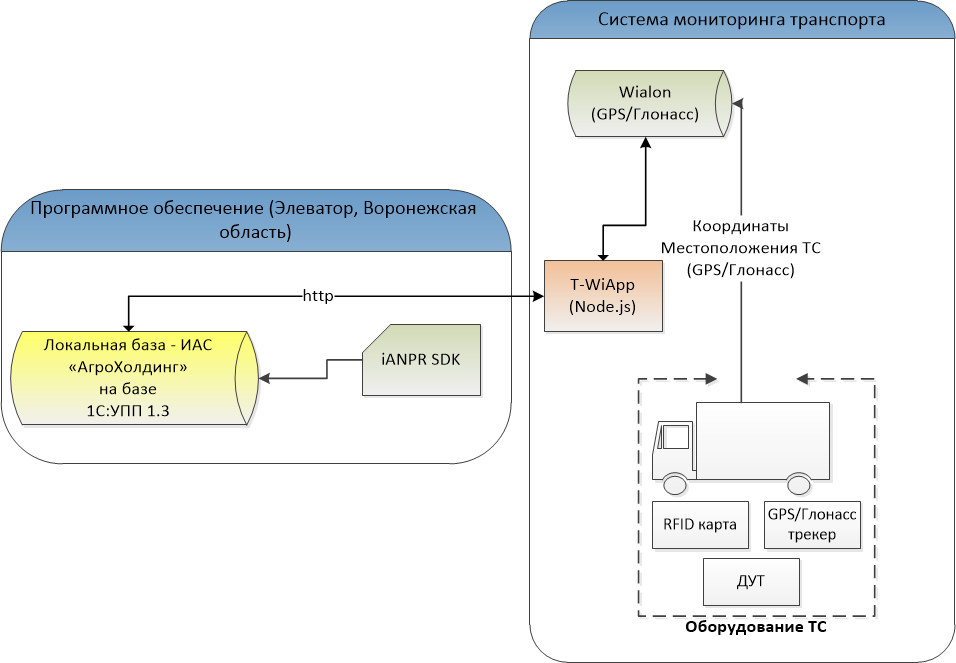 Система мониторинга транспорта
Wialon
(GPS/Глонасс)
Программное обеспечение (Элеватор, Воронежская
область)
Координаты
Местоположения ТС
(GPS/Глонасс)
T-WiApp
(Node.js)
http
Локальная база - ИАС
«АгроХолдинг»
на базе
1С:УПП 1.3
iANPR SDK
RFID карта
GPS/Глонасс
трекер
ДУТ
Оборудование ТС